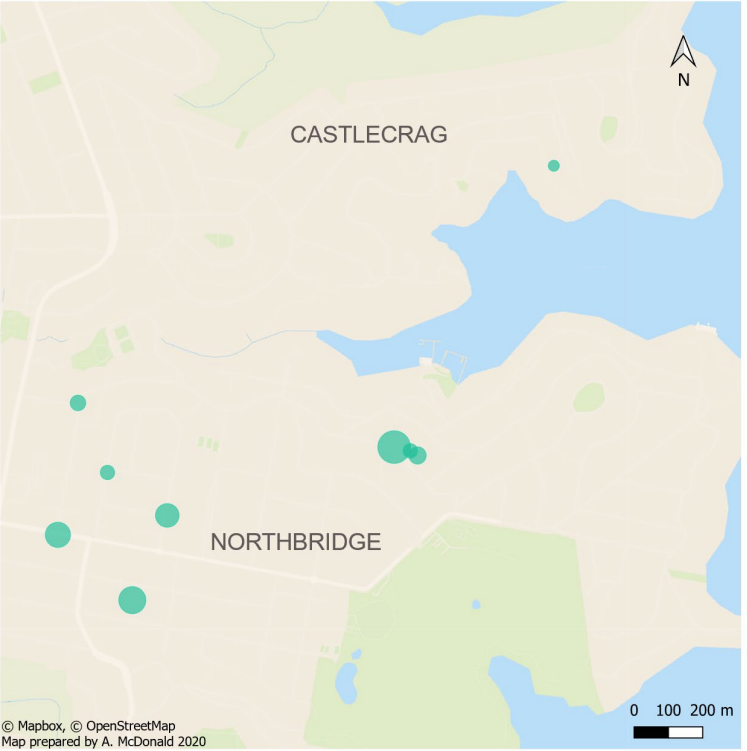 N
CASTLECRAG
NORTHBRIDGE
0 100 200 m
© Mapbox, © OpenStreetMap
Map prepared by A. McDonald 2020